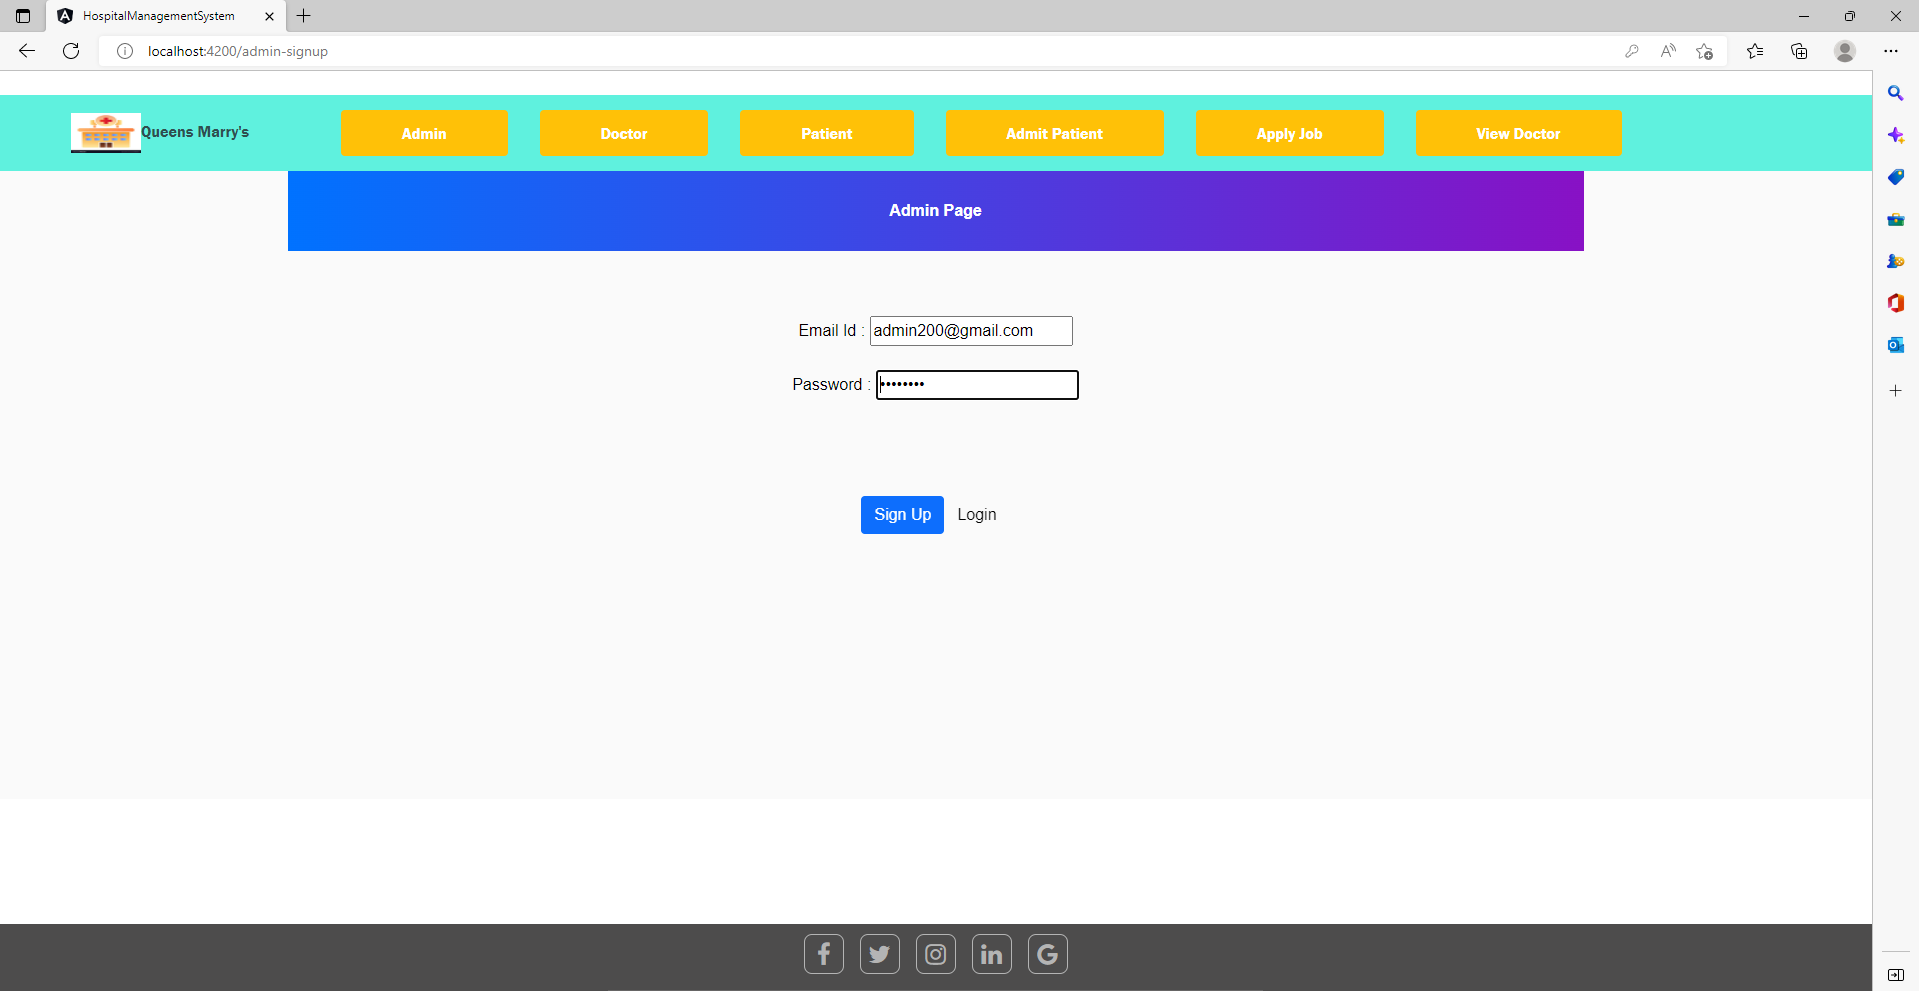 HospitalManagementSystem
localhost:4200/admin-signup
Queens Marry's
Admin
Doctor
Patient
Admit Patient
Apply Job
View Doctor
Admin Page
Email Id : admin200@gmail.com
Password : ••••••••
Sign Up Login